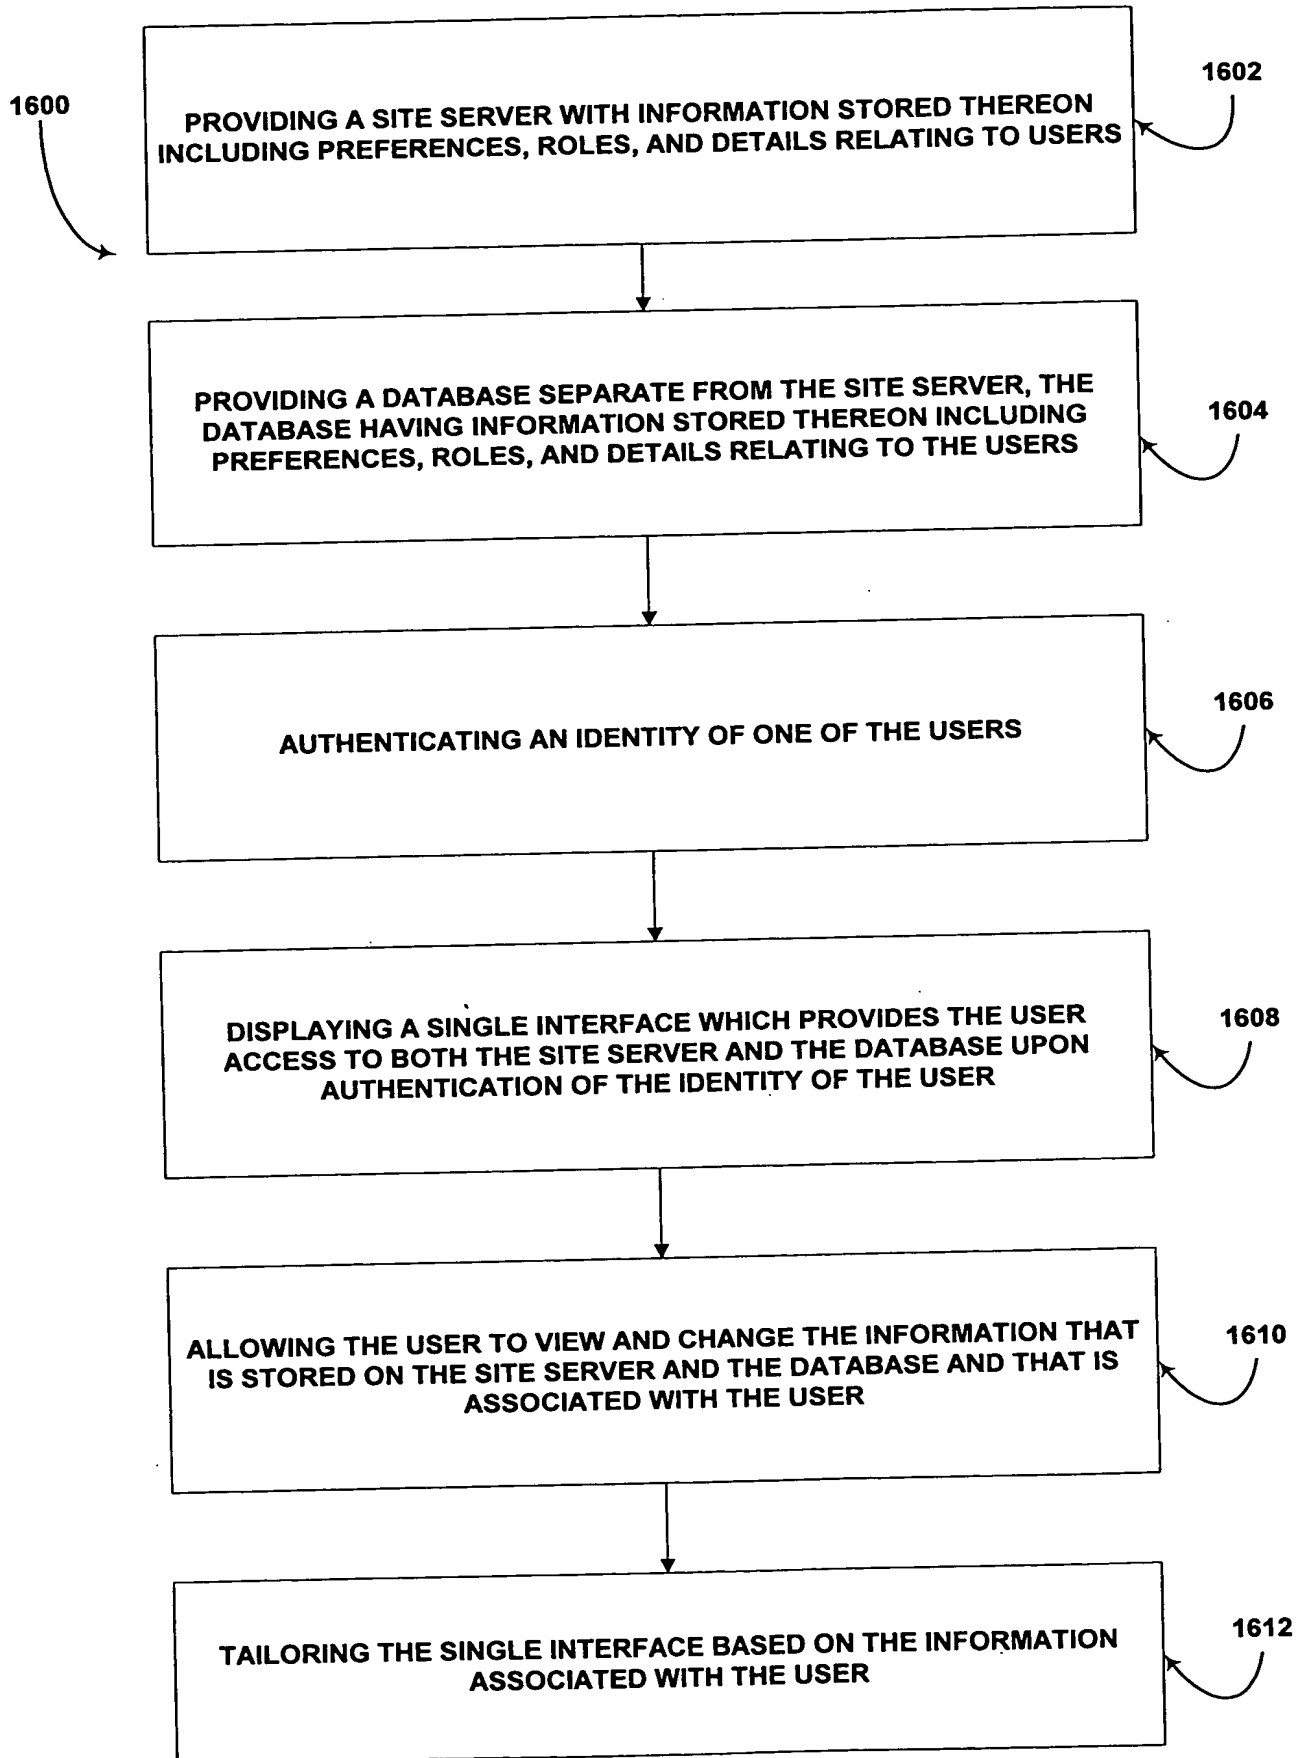 1600
1602
PROVIDING A SITE SERVER WITH INFORMATION STORED THEREON
INCLUDING PREFERENCES, ROLES, AND DETAILS RELATING TO USERS
1604
PROVIDING A DATABASE SEPARATE FROM THE SITE SERVER, THE
DATABASE HAVING INFORMATION STORED THEREON INCLUDING
PREFERENCES, ROLES, AND DETAILS RELATING TO THE USERS
1606
AUTHENTICATING AN IDENTITY OF ONE OF THE USERS
1608
DISPLAYING A SINGLE INTERFACE WHICH PROVIDES THE USER
ACCESS TO BOTH THE SITE SERVER AND THE DATABASE UPON
AUTHENTICATION OF THE IDENTITY OF THE USER
1610
ALLOWING THE USER TO VIEW AND CHANGE THE INFORMATION THAT
IS STORED ON THE SITE SERVER AND THE DATABASE AND THAT IS
ASSOCIATED WITH THE USER
1612
TAILORING THE SINGLE INTERFACE BASED ON THE INFORMATION
ASSOCIATED WITH THE USER